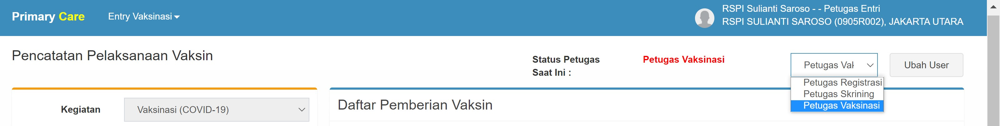 Primary Care
Entry Vaksinasi
RSPI Sulianti Saroso - - Petugas Entri
RSPI SULIANTI SAROSO (0905R002), JAKARTA UTARA
Pencatatan Pelaksanaan Vaksin
Status Petugas
Saat Ini :
Petugas Vaksinasi
Petugas Vak
Ubah User
Petugas Registrasi
Petugas Skrining
Petugas Vaksinasi
Kegiatan
Vaksinasi (COVID-19)
Daftar Pemberian Vaksin